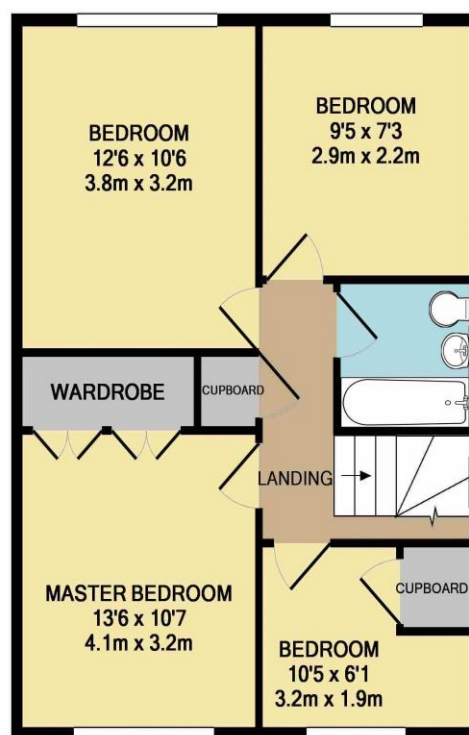 BEDROOM
12'6 x 10'6
3.8m x 3.2m
BEDROOM
9'5 x 7'3
2.9m x 2.2m
WARDROBE
CUPBOARD
LANDING
MASTER BEDROOM
13'6 x 10'7
4.1m x 3.2m
CUPBOARD
BEDROOM
10'5 x 6'1
3.2m x 1.9m